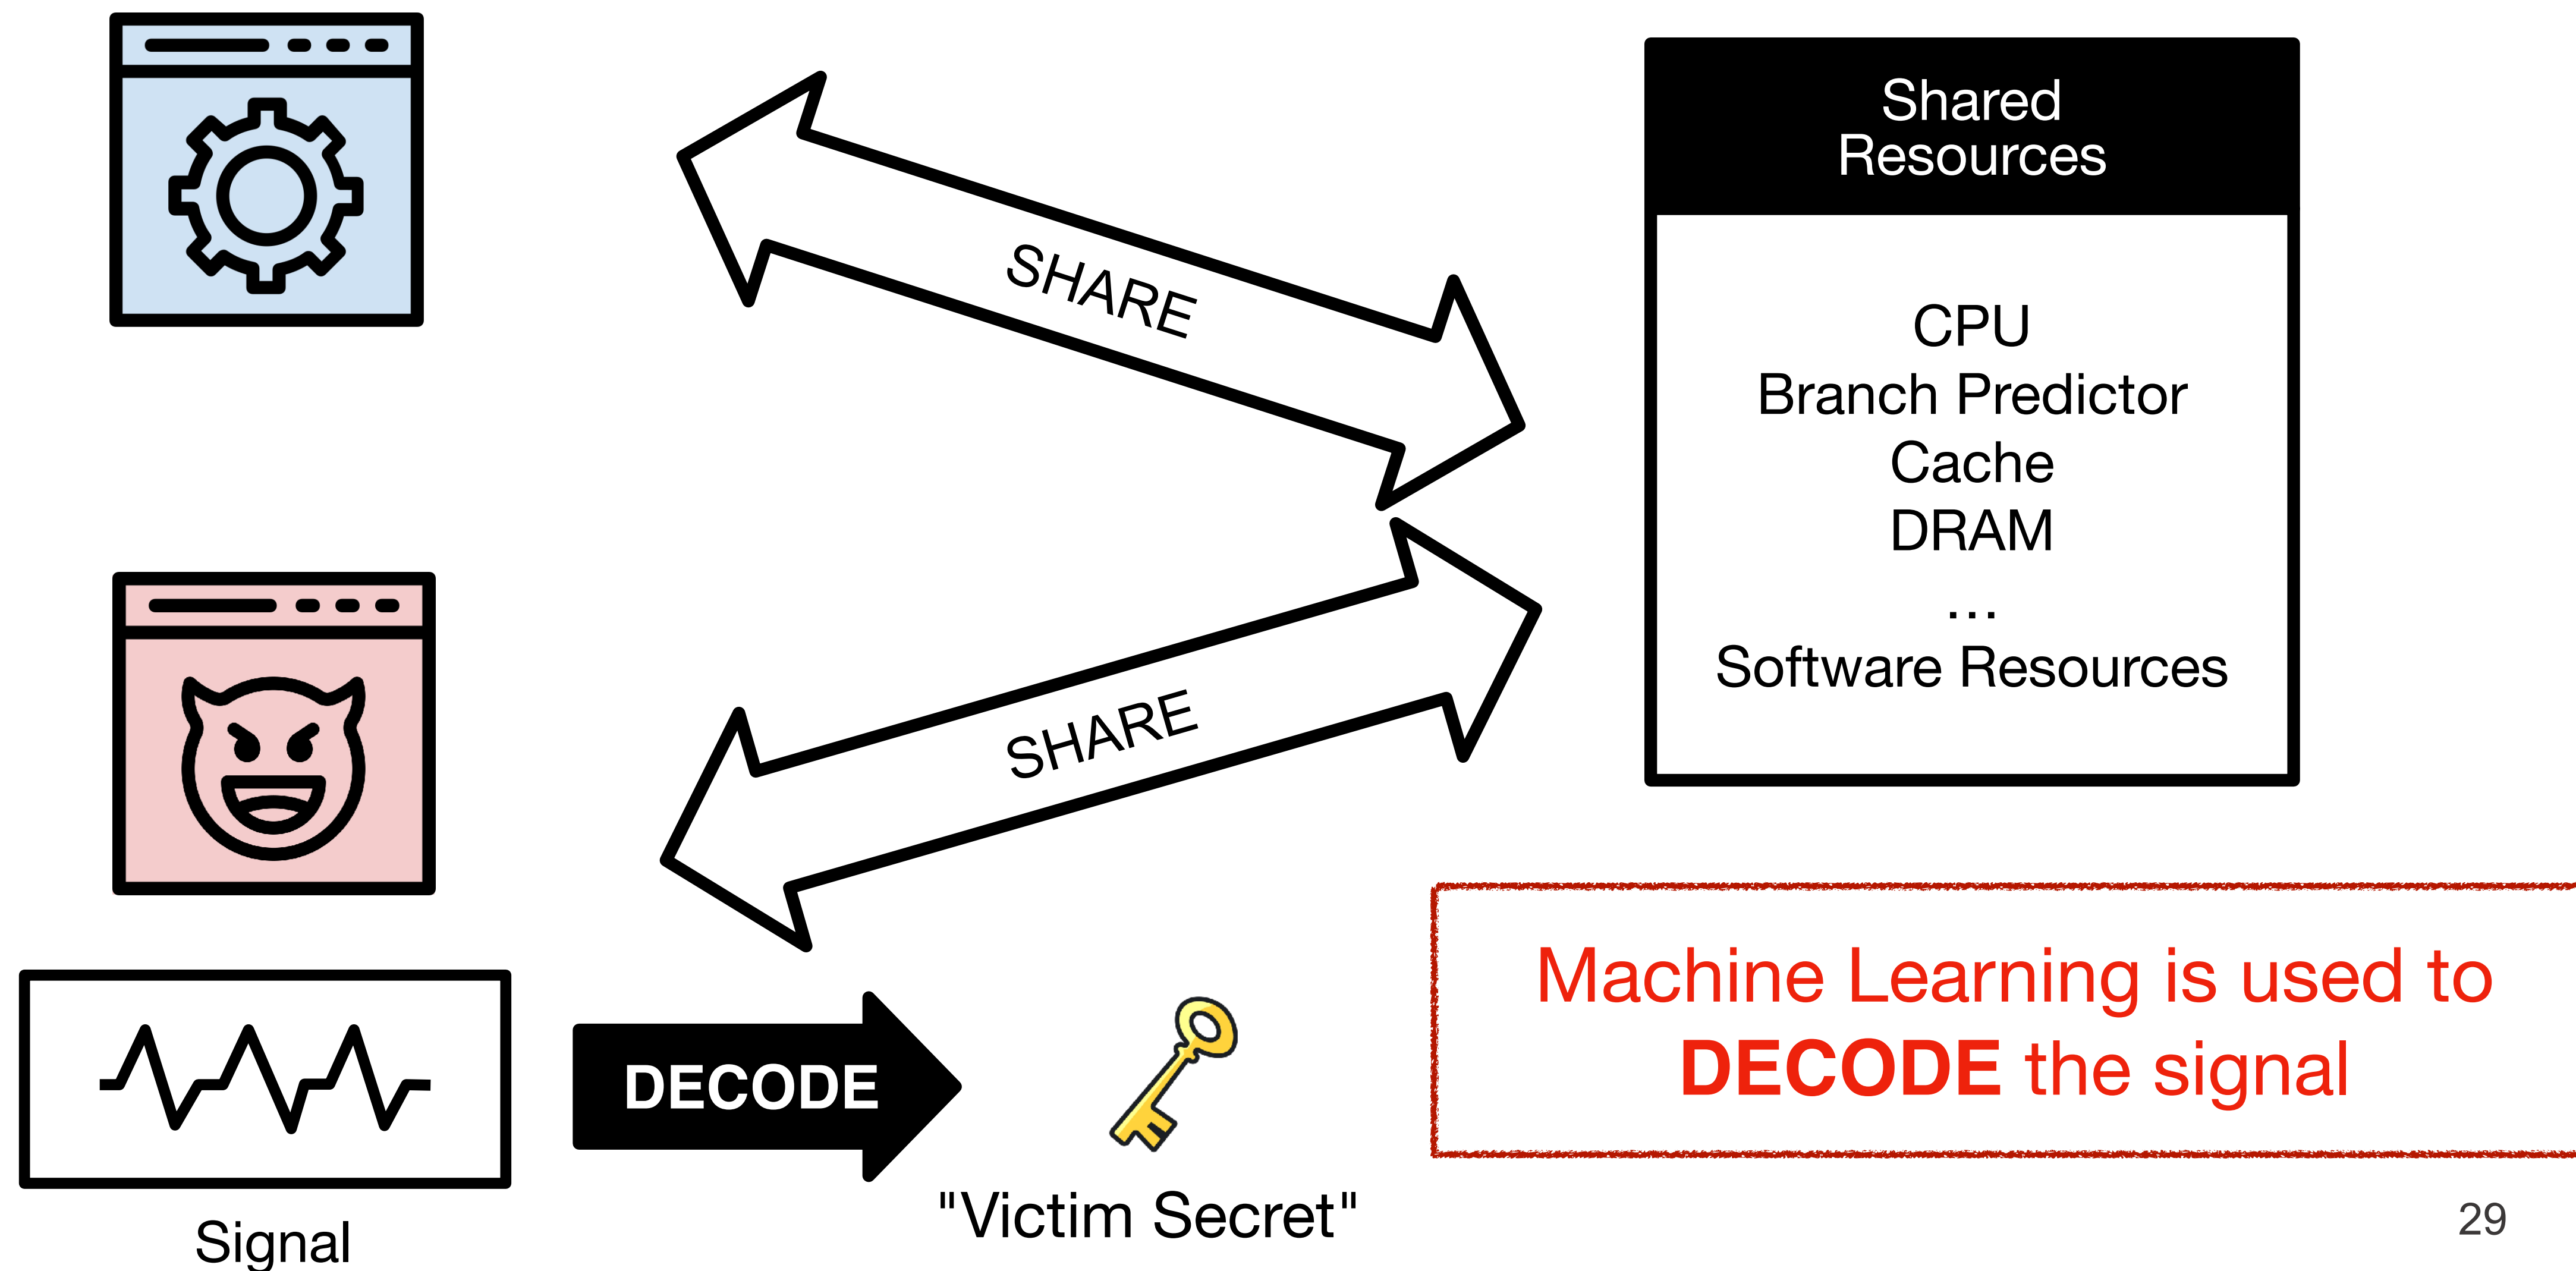 Shared
Resources
SHARE
CPU
Branch Predictor
Cache
DRAM
...
Software Resources
SHARE
Machine Learning is used to
DECODE the signal
DECODE
"Victim Secret"
Signal
29